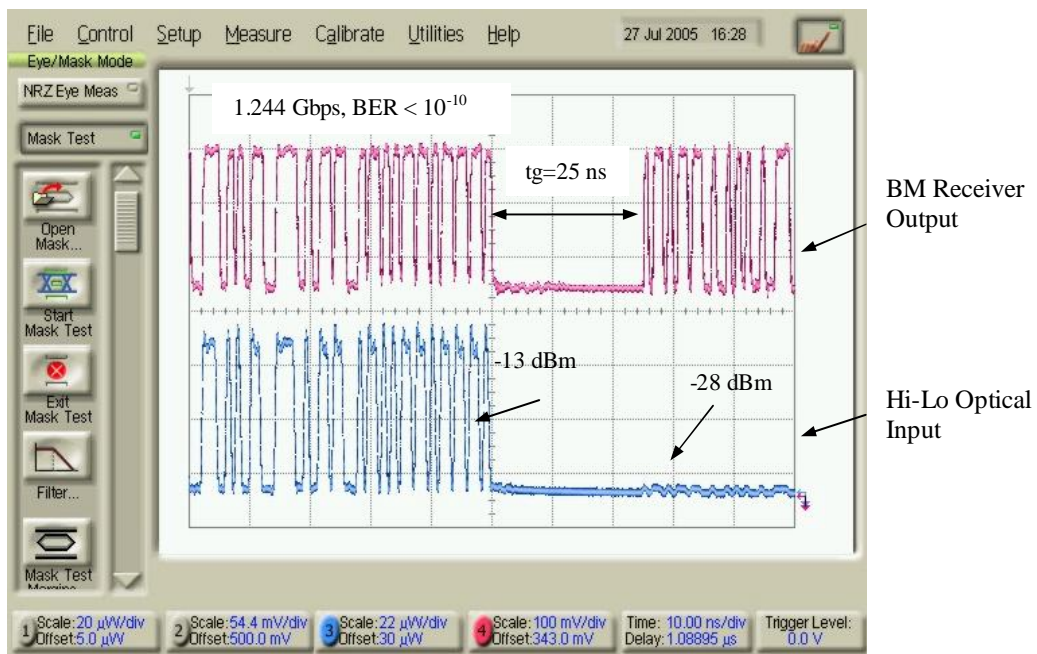 File Control Setup Measure Calibrate Utilities Help 27 Jul 2005 16:28
Eye/Mask Mode
NRZ Eye Meas
Mask Test
Open
Mask...
Start
Mask Test
Exit
Mask Test
Filter...
Mask Test
Margins
1.244 Gbps, BER < 10^-10
tg=25 ns
BM Receiver
Output
-13 dBm
-28 dBm
Hi-Lo Optical
Input
1 Scale:20 µW/div
Offset:5.0 µW
2 Scale:54.4 mV/div
Offset:500.0 mV
3 Scale:22 µW/div
Offset:30 µW
4 Scale:100 mV/div
Offset:343.0 mV
Time: 10.00 ns/div
Delay:1.08895 µs
Trigger Level:
0.0 V